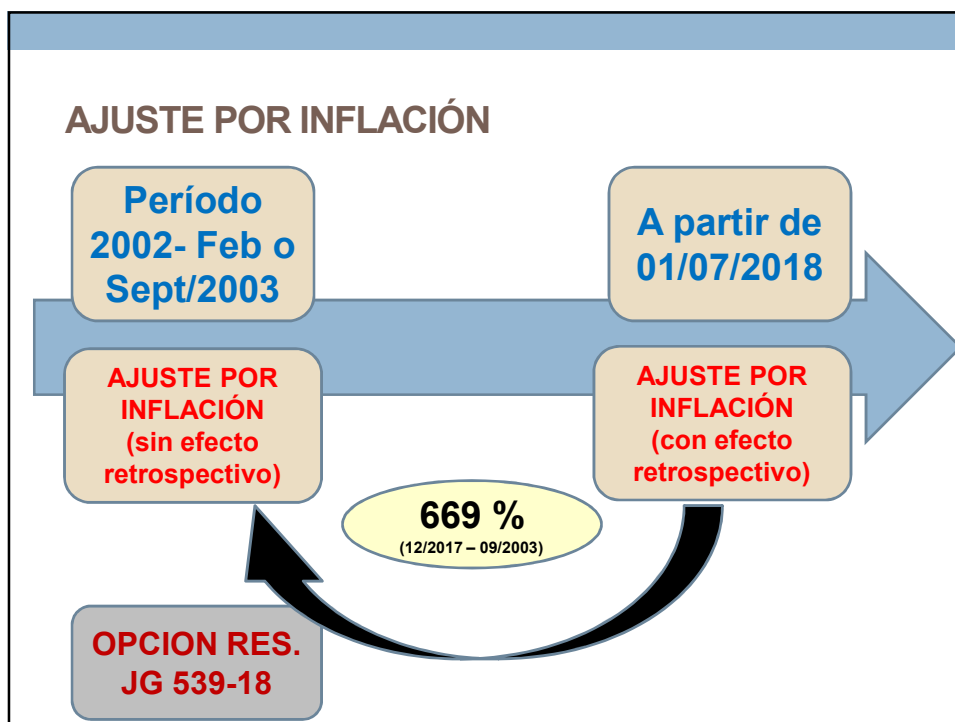 AJUSTE POR INFLACIÓN
Período
2002- Feb o
Sept/2003
A partir de
01/07/2018
AJUSTE POR
INFLACIÓN
(sin efecto
retrospectivo)
AJUSTE POR
INFLACIÓN
(con efecto
retrospectivo)
669 %
(12/2017 – 09/2003)
OPCION RES.
JG 539-18